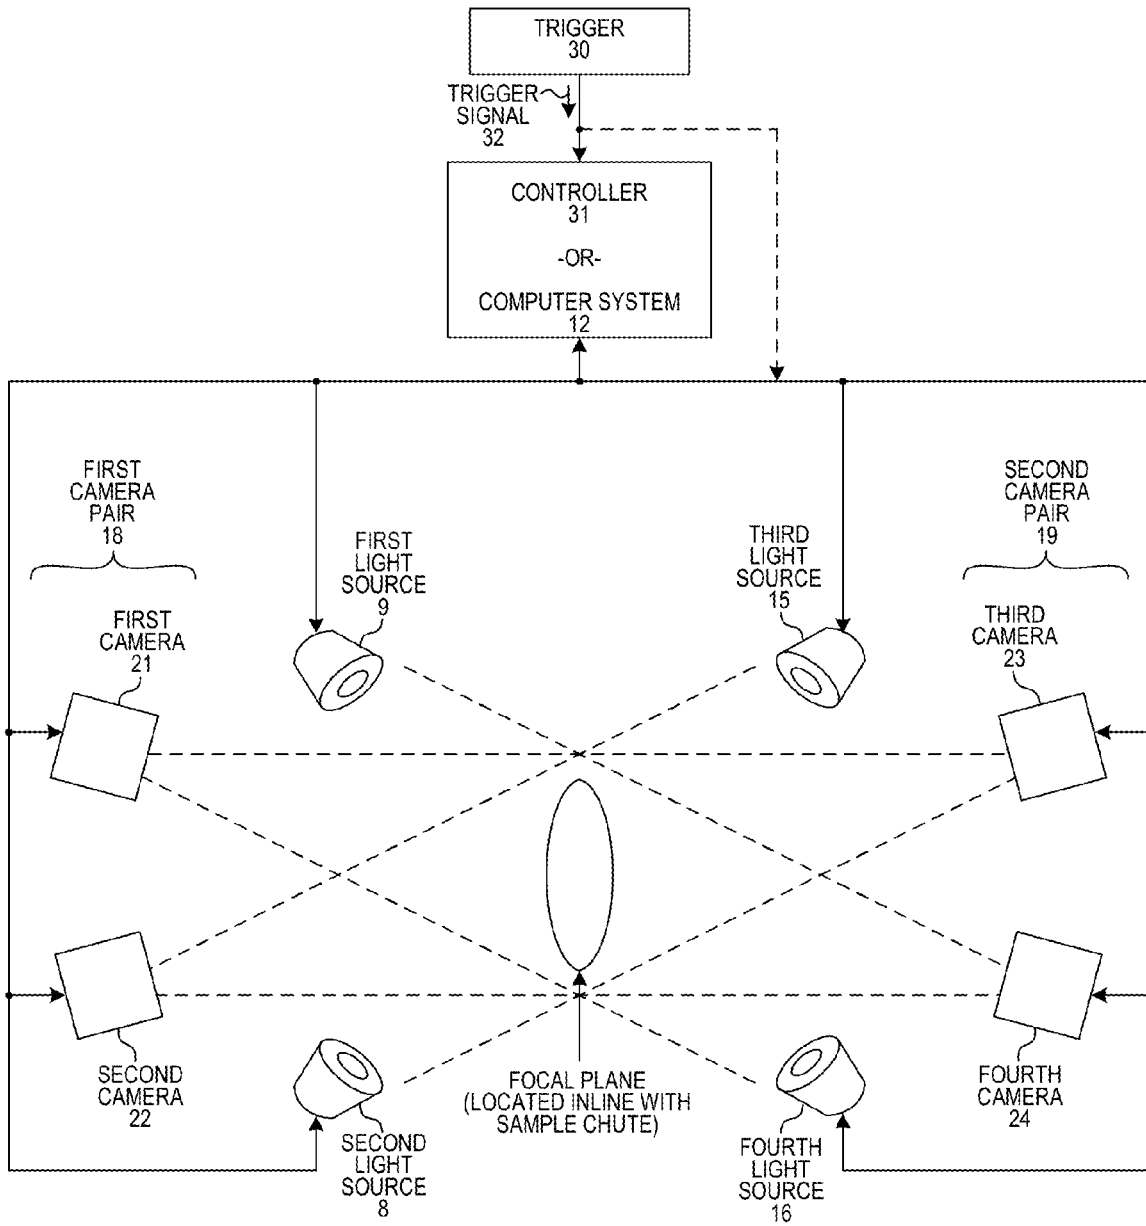 TRIGGER
30
TRIGGER
SIGNAL
32
CONTROLLER
31
-OR-
COMPUTER SYSTEM
12
FIRST
CAMERA
PAIR
18
SECOND
CAMERA
PAIR
19
FIRST
LIGHT
SOURCE
9
THIRD
LIGHT
SOURCE
15
FIRST
CAMERA
21
THIRD
CAMERA
23
SECOND
CAMERA
22
FOCAL PLANE
(LOCATED INLINE WITH
SAMPLE CHUTE)
FOURTH
CAMERA
24
SECOND
LIGHT
SOURCE
8
FOURTH
LIGHT
SOURCE
16